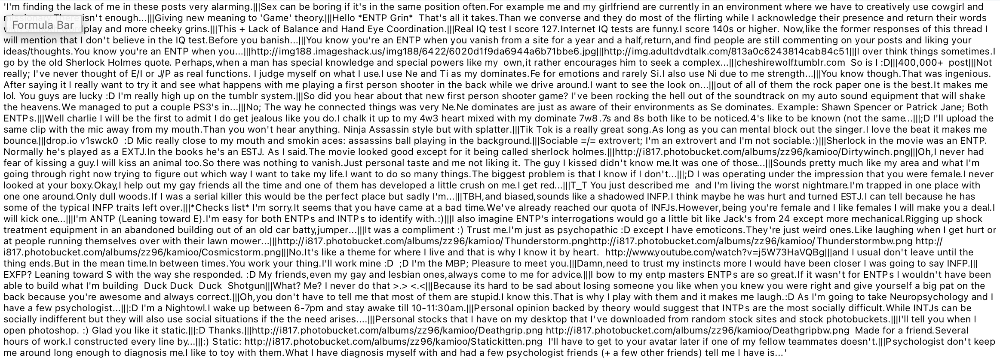 'I'm finding the lack of me in these posts very alarming.|||Sex can be boring if it's in the same position often.For example me and my girlfriend are currently in an environment where we have to creatively use cowgirl and
isn't enough...|||Giving new meaning to 'Game' theory.|||Hello *ENTP Grin*  That's all it takes.Than we converse and they do most of the flirting while I acknowledge their presence and return their words
Formula Bar
play and more cheeky grins.|||This + Lack of Balance and Hand Eye Coordination.|||Real IQ test I score 127.Internet IQ tests are funny.I score 140s or higher. Now,like the former responses of this thread I
will mention that I don't believe in the IQ test.Before you banish...|||You know you're an ENTP when you vanish from a site for a year and a half,return,and find people are still commenting on your posts and liking your
ideas/thoughts.You know you're an ENTP when you...|||http://img188.imageshack.us/img188/6422/6020d1f9da6944a6b71bbe6.jpg|||http://img.adultdvdtalk.com/813a0c6243814cab84c51|||I over think things sometimes.I
go by the old Sherlock Holmes quote. Perhaps,when a man has special knowledge and special powers like my  own,it rather encourages him to seek a complex...|||cheshirewolf.tumblr.com  So is I :D|||400,000+  post|||Not
really; I've never thought of E/I or J/P as real functions. I judge myself on what I use.I use Ne and Ti as my dominates.Fe for emotions and rarely Si.I also use Ni due to me strength...|||You know though.That was ingenious.
After saying it I really want to try it and see what happens with me playing a first person shooter in the back while we drive around.I want to see the look on...|||out of all of them the rock paper one is the best.It makes me
lol. You guys are lucky :D I'm really high up on the tumblr system.|||So did you hear about that new first person shooter game? I've been rocking the hell out of the soundtrack on my auto sound equipment that will shake
the heavens.We managed to put a couple PS3's in...|||No; The way he connected things was very Ne.Ne dominates are just as aware of their environments as Se dominates. Example: Shawn Spencer or Patrick Jane; Both
ENTPs.|||Well charlie I will be the first to admit I do get jealous like you do.I chalk it up to my 4w3 heart mixed with my dominate 7w8.7s and 8s both like to be noticed.4's like to be known (not the same...|||;D I'll upload the
same clip with the mic away from my mouth.Than you won't hear anything. Ninja Assassin style but with splatter.|||Tik Tok is a really great song.As long as you can mental block out the singer.I love the beat it makes me
bounce.|||drop.io v1swck0  :D Mic really close to my mouth and smokin aces: assassins ball playing in the background.|||Sociable =/= extrovert; I'm an extrovert and I'm not sociable.:)|||Sherlock in the movie was an ENTP.
Normally he's played as a EXTJ.In the books he's an ESTJ. As I said.The movie looked good except for it being called sherlock holmes.|||http://i817.photobucket.com/albums/zz96/kamioo/Dirtywinch.png|||Oh,I never had
fear of kissing a guy.I will kiss an animal too.So there was nothing to vanish.Just personal taste and me not liking it. The guy I kissed didn't know me.It was one of those...|||Sounds pretty much like my area and what I'm
going through right now trying to figure out which way I want to take my life.I want to do so many things.The biggest problem is that I know if I don't...|||;D I was operating under the impression that you were female.I never
looked at your boxy.Okay,I help out my gay friends all the time and one of them has developed a little crush on me.I get red...|||T_T You just described me  and I'm living the worst nightmare.I'm trapped in one place with
one one around.Only dull woods.If I was a serial killer this would be the perfect place but sadly I'm...|||TBH,and biased,sounds like a shadowed INFP.I think maybe he was hurt and turned ESTJ.I can tell because he has
some of the typical INFP traits left over.|||*Checks list* I'm sorry.It seems that you have came at a bad time.We've already reached our quota of INFJs.However,being you're female and I like females I will make you a deal.I
will kick one...|||I'm ANTP (Leaning toward E).I'm easy for both ENTPs and INTPs to identify with.:)|||I also imagine ENTP's interrogations would go a little bit like Jack's from 24 except more mechanical.Rigging up shock
treatment equipment in an abandoned building out of an old car batty,jumper...|||It was a compliment :) Trust me.I'm just as psychopathic :D except I have emoticons.They're just weird ones.Like laughing when I get hurt or
at people running themselves over with their lawn mower...|||http://i817.photobucket.com/albums/zz96/kamioo/Thunderstorm.pnghttp://i817.photobucket.com/albums/zz96/kamioo/Thunderstormbw.png http://
i817.photobucket.com/albums/zz96/kamioo/Cosmicstorm.png|||No.It's like a theme for where I live and that is why I know it by heart.  http://www.youtube.com/watch?v=j5W73HaVQBg|||and I usual don't leave until the
thing ends.But in the mean time.In between times.You work your thing.I'll work mine :D  ;D I'm the MBP; Pleasure to meet you.|||Damn,need to trust my instincts more I would have been closer I was going to say INFP.|||
EXFP? Leaning toward S with the way she responded. :D My friends,even my gay and lesbian ones,always come to me for advice.|||I bow to my entp masters ENTPs are so great.If it wasn't for ENTPs I wouldn't have been
able to build what I'm building  Duck Duck  Duck  Shotgun|||What? Me? I never do that >.> <.<|||Because its hard to be sad about losing someone you like when you knew you were right and give yourself a big pat on the
back because you're awesome and always correct.|||Oh,you don't have to tell me that most of them are stupid.I know this.That is why I play with them and it makes me laugh.:D As I'm going to take Neuropsychology and I
have a few psychologist...|||:D I'm a Nightowl.I wake up between 6-7pm and stay awake till 10-11:30am.|||Personal opinion backed by theory would suggest that INTPs are the most socially difficult.While INTJs can be
socially indifferent but they will also use social situations if the the need arises....|||Personal stocks that I have on my desktop that I've downloaded from random stock sites and stock photobuckets.|||I'll tell you when I
open photoshop. :) Glad you like it static.|||:D Thanks.|||http://i817.photobucket.com/albums/zz96/kamioo/Deathgrip.png http://i817.photobucket.com/albums/zz96/kamioo/Deathgripbw.png  Made for a friend.Several
hours of work.I constructed every line by...|||:) Static: http://i817.photobucket.com/albums/zz96/kamioo/Statickitten.png  I'll have to get to your avatar later if one of my fellow teammates doesn't.|||Psychologist don't keep
me around long enough to diagnosis me.I like to toy with them.What I have diagnosis myself with and had a few psychologist friends (+ a few other friends) tell me I have is...'